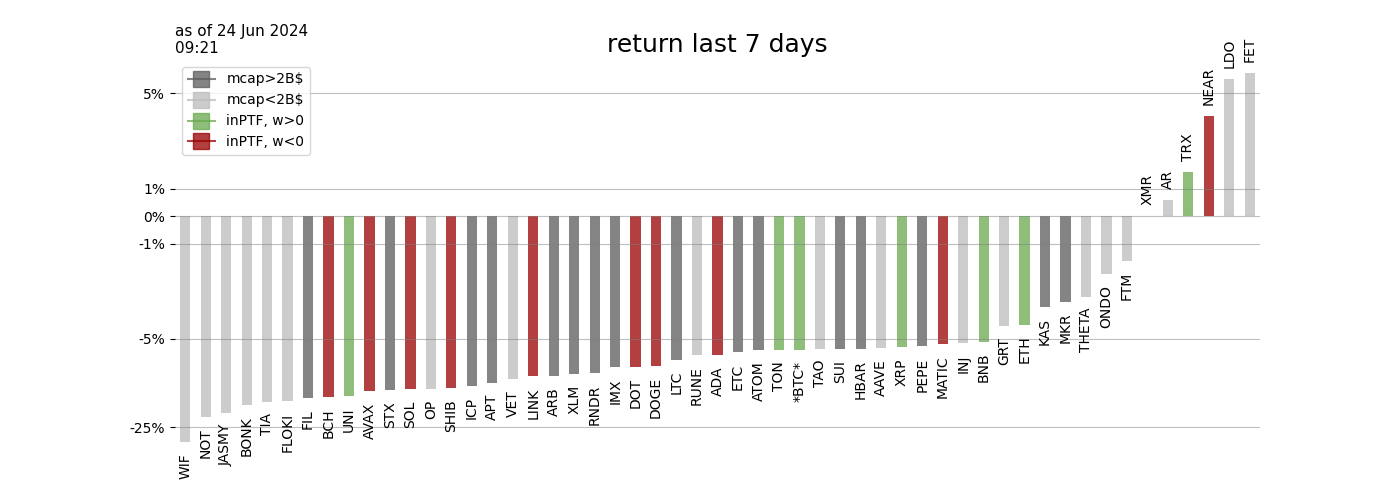 as of 24 Jun 2024
09:21
return last 7 days
mcap>2B$
mcap<2B$
inPTF, w>0
inPTF, w<0
5%
1%
0%
-1%
-5%
-25%
WIF
NOT
JASMY
BONK
TIA
FLOKI
FIL
BCH
UNI
AVAX
STX
SOL
OP
SHIB
ICP
APT
VET
LINK
ARB
XLM
RNDR
IMX
DOT
DOGE
LTC
RUNE
ADA
ETC
ATOM
TON
*BTC*
TAO
SUI
HBAR
AAVE
XRP
PEPE
MATIC
INJ
BNB
GRT
ETH
KAS
MKR
THETA
ONDO
FTM
XMR
AR
TRX
NEAR
LDO
FET